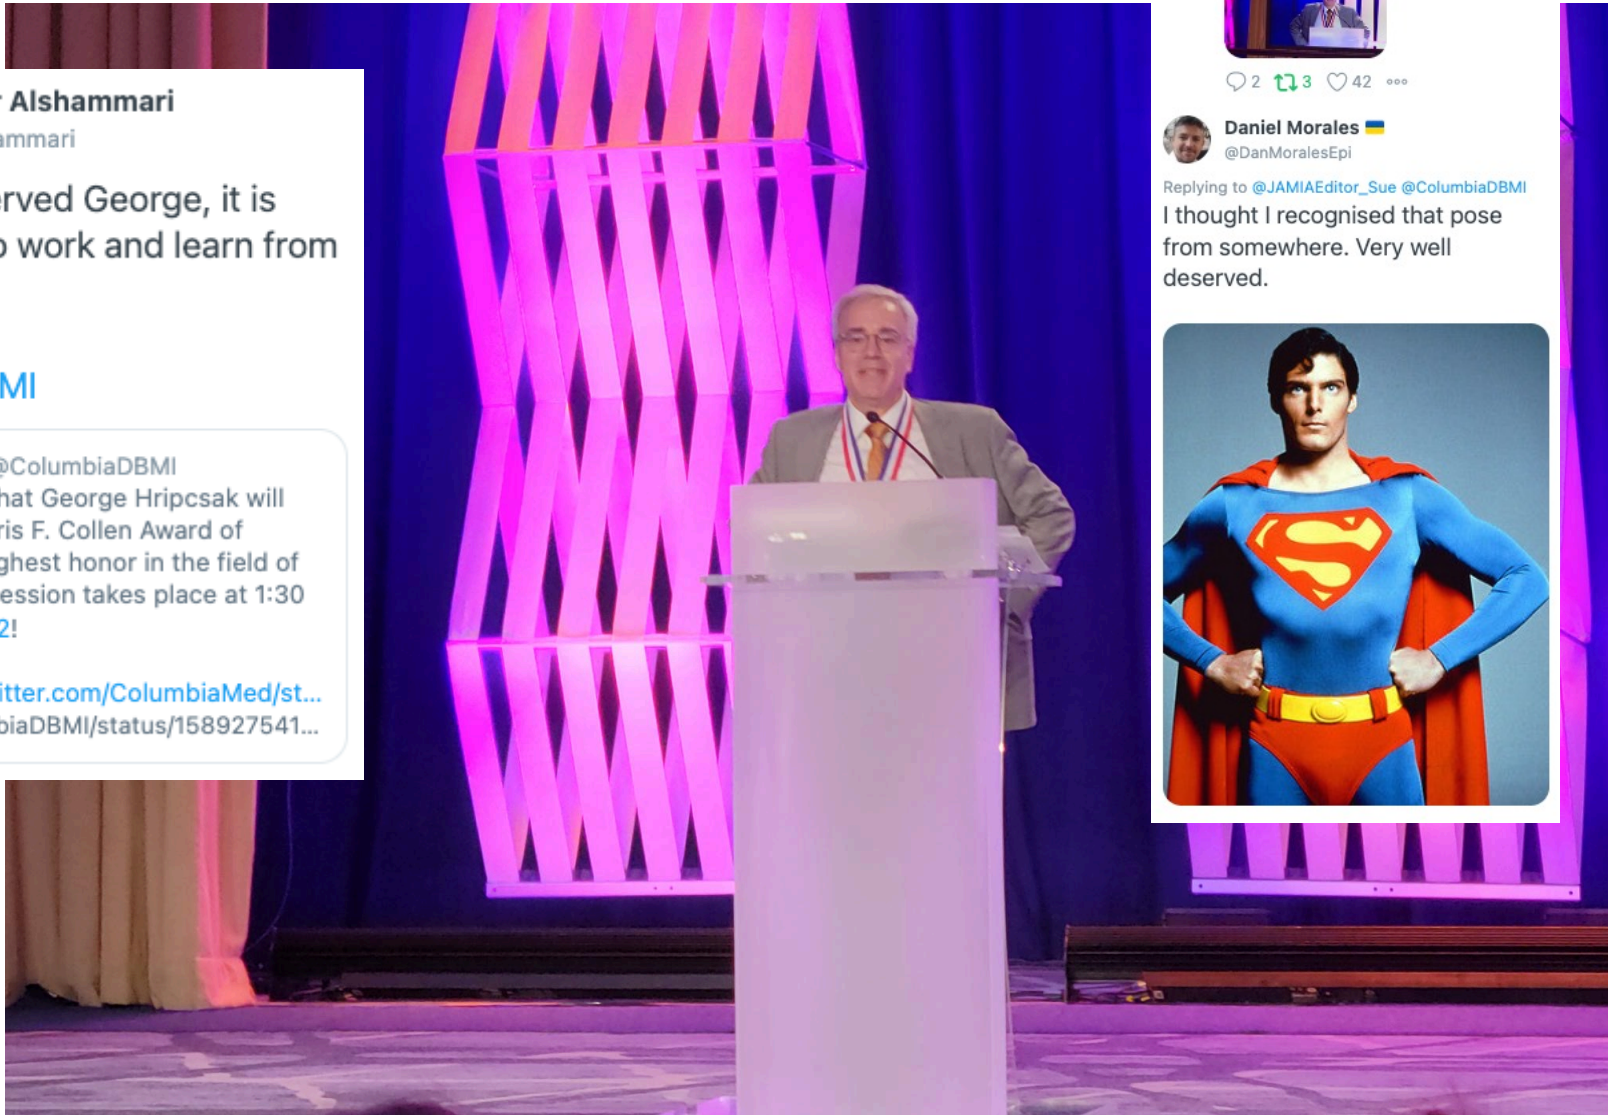 Alshammari
George, it is
work and learn from
MI
@ColumbiaDBMI
hat George Hripcsak will
ris F. Collen Award of
ghest honor in the field of
ession takes place at 1:30
2!
itter.com/ColumbiaMed/st...
biaDBMI/status/158927541...
2 3 42
Daniel Morales
@DanMoralesEpi
Replying to @JAMIAEditor_Sue @ColumbiaDBMI
I thought I recognised that pose
from somewhere. Very well
deserved.
S